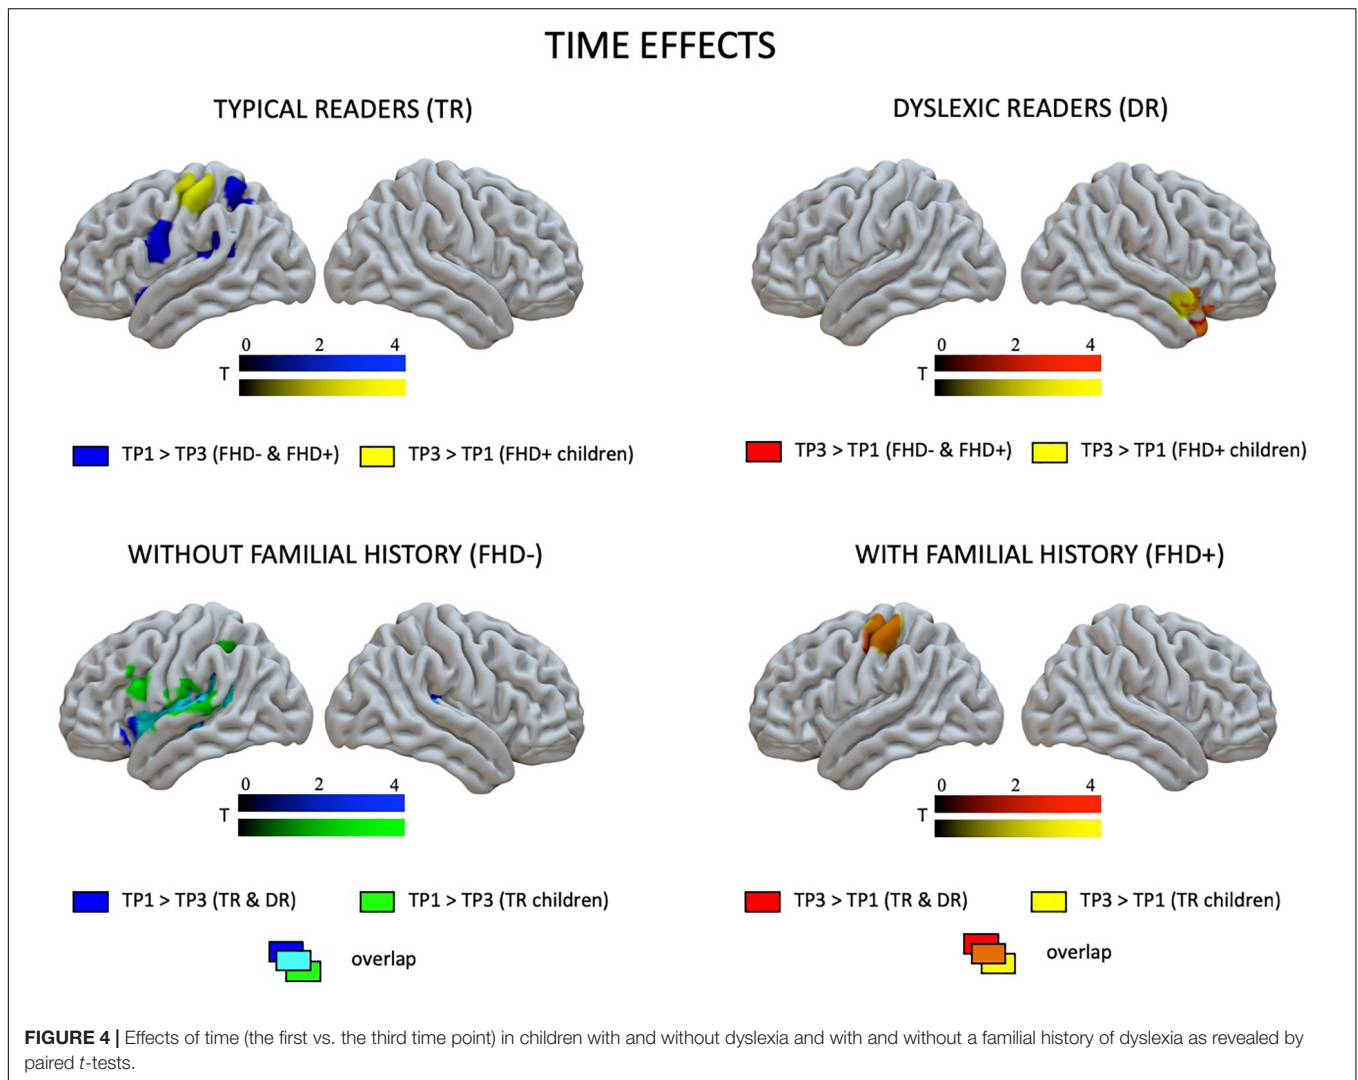 TIME EFFECTS
TYPICAL READERS (TR)
DYSLEXIC READERS (DR)
0 2 4
T
0 2 4
T
TP1 > TP3 (FHD- & FHD+)
TP3 > TP1 (FHD+ children)
TP3 > TP1 (FHD- & FHD+)
TP3 > TP1 (FHD+ children)
WITHOUT FAMILIAL HISTORY (FHD-)
WITH FAMILIAL HISTORY (FHD+)
0 2 4
T
0 2 4
T
TP1 > TP3 (TR & DR)
TP1 > TP3 (TR children)
TP3 > TP1 (TR & DR)
TP3 > TP1 (TR children)
overlap
overlap
FIGURE 4 | Effects of time (the first vs. the third time point) in children with and without dyslexia and with and without a familial history of dyslexia as revealed by
paired t-tests.